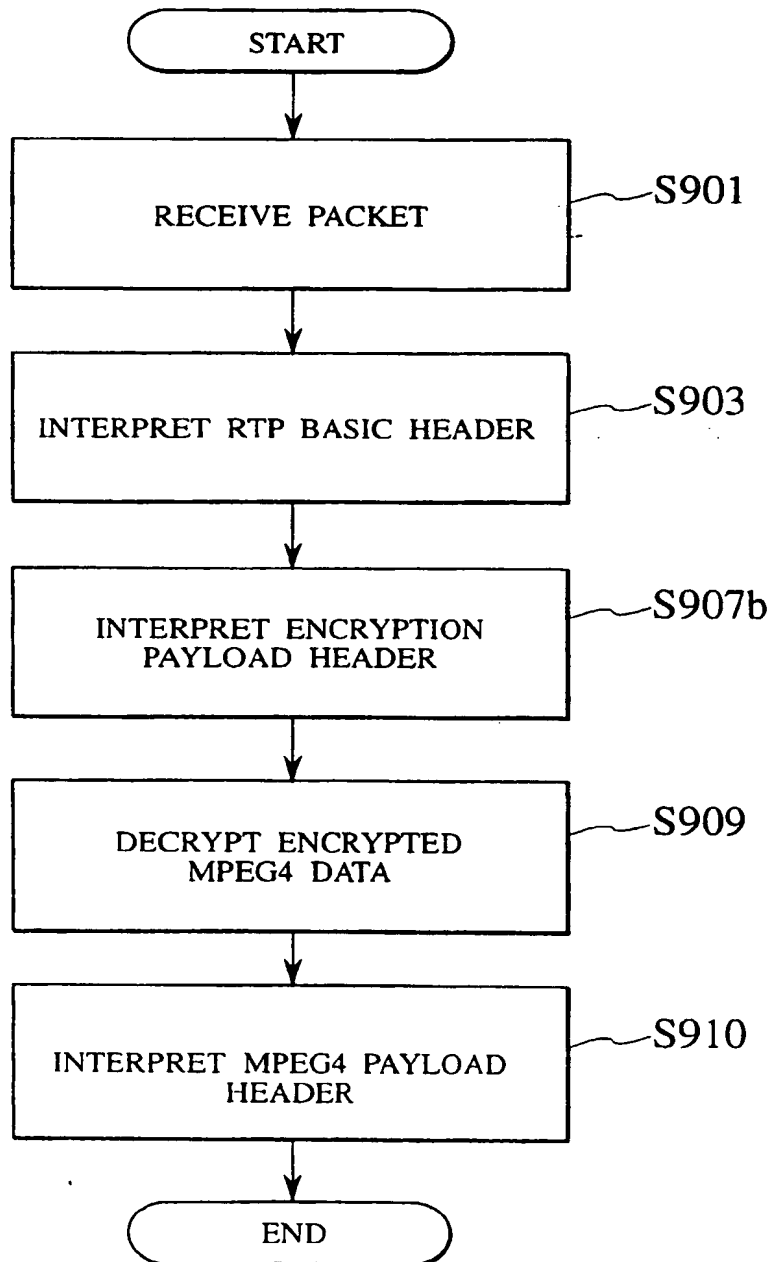 START
RECEIVE PACKET
S901
INTERPRET RTP BASIC HEADER
S903
INTERPRET ENCRYPTION
PAYLOAD HEADER
S907b
DECRYPT ENCRYPTED
MPEG4 DATA
S909
INTERPRET MPEG4 PAYLOAD
HEADER
S910
END